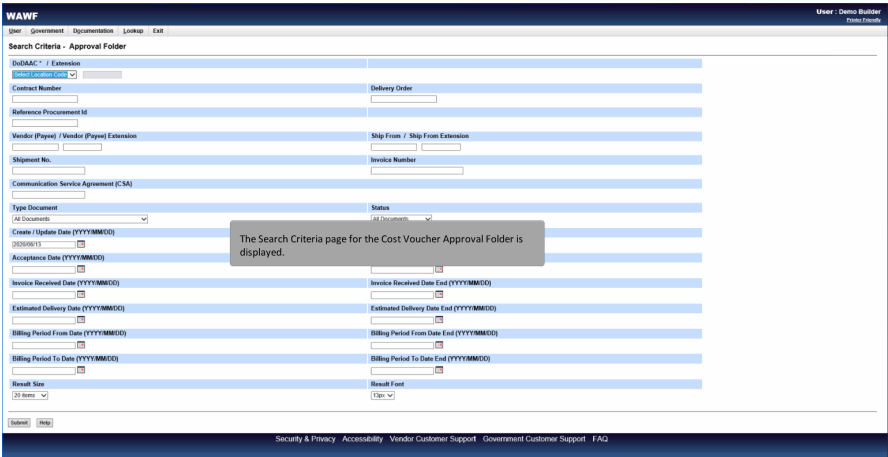 WAWF
User : Demo Builder
Printer Friendly
User Government Documentation Lookup Exit
Search Criteria - Approval Folder
DoDAAC * / Extension
Select Location Code
Contract Number Delivery Order
Reference Procurement Id
Vendor (Payee) / Vendor (Payee) Extension Ship From / Ship From Extension
Shipment No. Invoice Number
Communication Service Agreement (CSA)
Type Document Status
All Documents All Documents
Create / Update Date (YYYY/MM/DD)
2020/06/13
The Search Criteria page for the Cost Voucher Approval Folder is
displayed.
Acceptance Date (YYYY/MM/DD)
Invoice Received Date (YYYY/MM/DD) Invoice Received Date End (YYYY/MM/DD)
Estimated Delivery Date (YYYY/MM/DD) Estimated Delivery Date End (YYYY/MM/DD)
Billing Period From Date (YYYY/MM/DD) Billing Period From Date End (YYYY/MM/DD)
Billing Period To Date (YYYY/MM/DD) Billing Period To Date End (YYYY/MM/DD)
Result Size Result Font
20 items 13px
Submit Help
Security & Privacy Accessibility Vendor Customer Support Government Customer Support FAQ